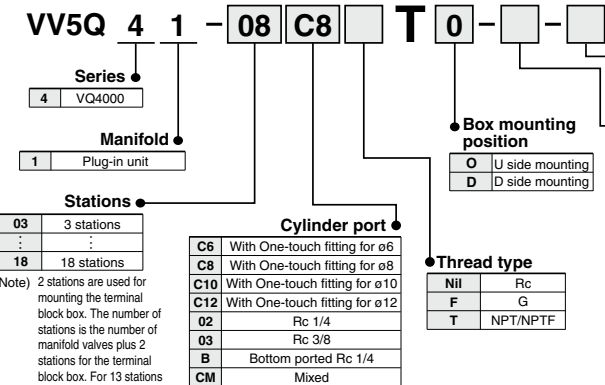 VV5Q 4 1 - 08 C8 T 0 - -
Series
4 VQ4000
Manifold
1 Plug-in unit
Stations
03 3 stations
⋮ ⋮
18 18 stations
Note) 2 stations are used for
mounting the terminal
block box. The number of
stations is the number of
manifold valves plus 2
stations for the terminal
block box. For 13 stations
Cylinder port
C6 With One-touch fitting for ø6
C8 With One-touch fitting for ø8
C10 With One-touch fitting for ø10
C12 With One-touch fitting for ø12
02 Rc 1/4
03 Rc 3/8
B Bottom ported Rc 1/4
CM Mixed
Box mounting
position
O U side mounting
D D side mounting
Thread type
Nil Rc
F G
T NPT/NPTF